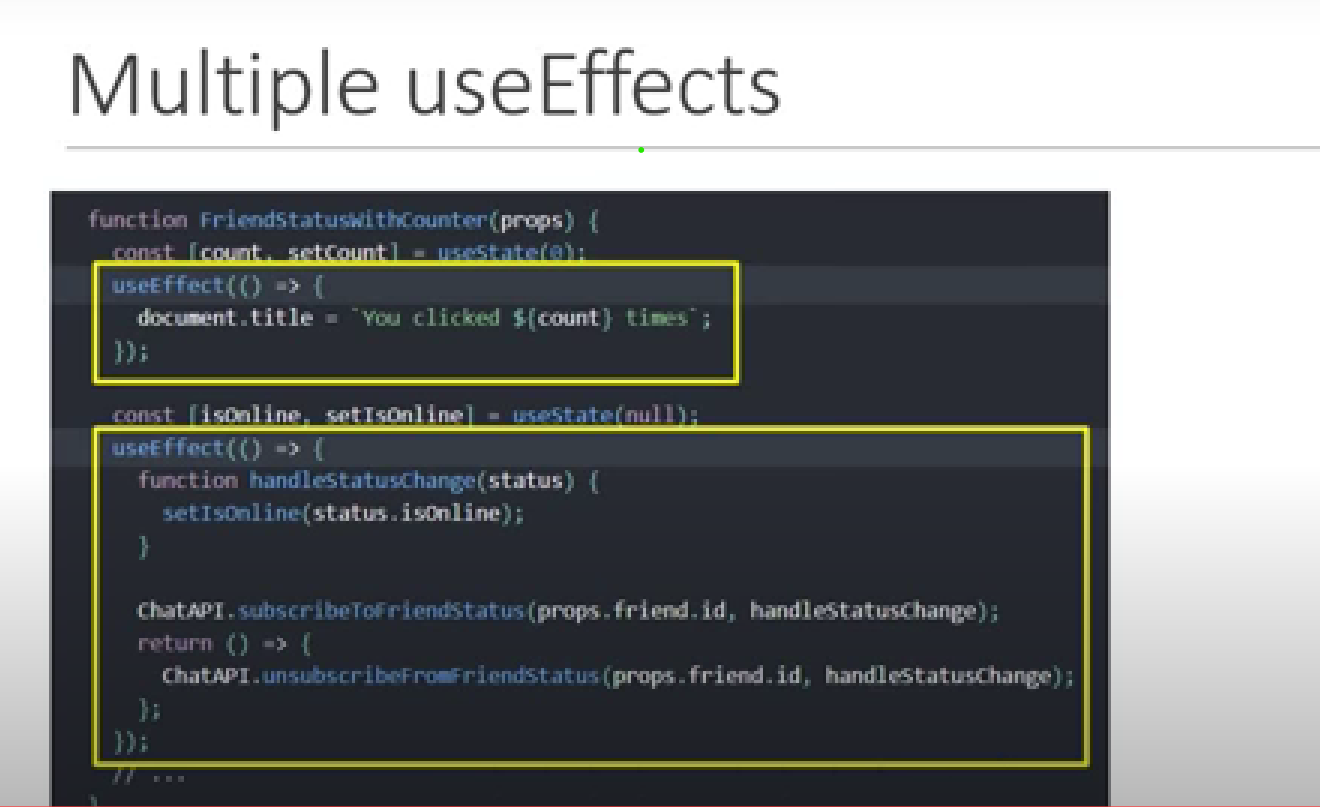 Multiple useEffects
function FriendStatusWithCounter(props) {
const [count, setCount] = useState(0);
useEffect(() => {
document.title = `You clicked ${count} times`;
});
const [isOnline, setIsOnline] = useState(null);
useEffect(() => {
function handleStatusChange(status) {
setIsOnline(status.isOnline);
}
ChatAPI.subscribeToFriendStatus(props.friend.id, handleStatusChange);
return () => {
ChatAPI.unsubscribeFromFriendStatus(props.friend.id, handleStatusChange);
};
});
// ...
}